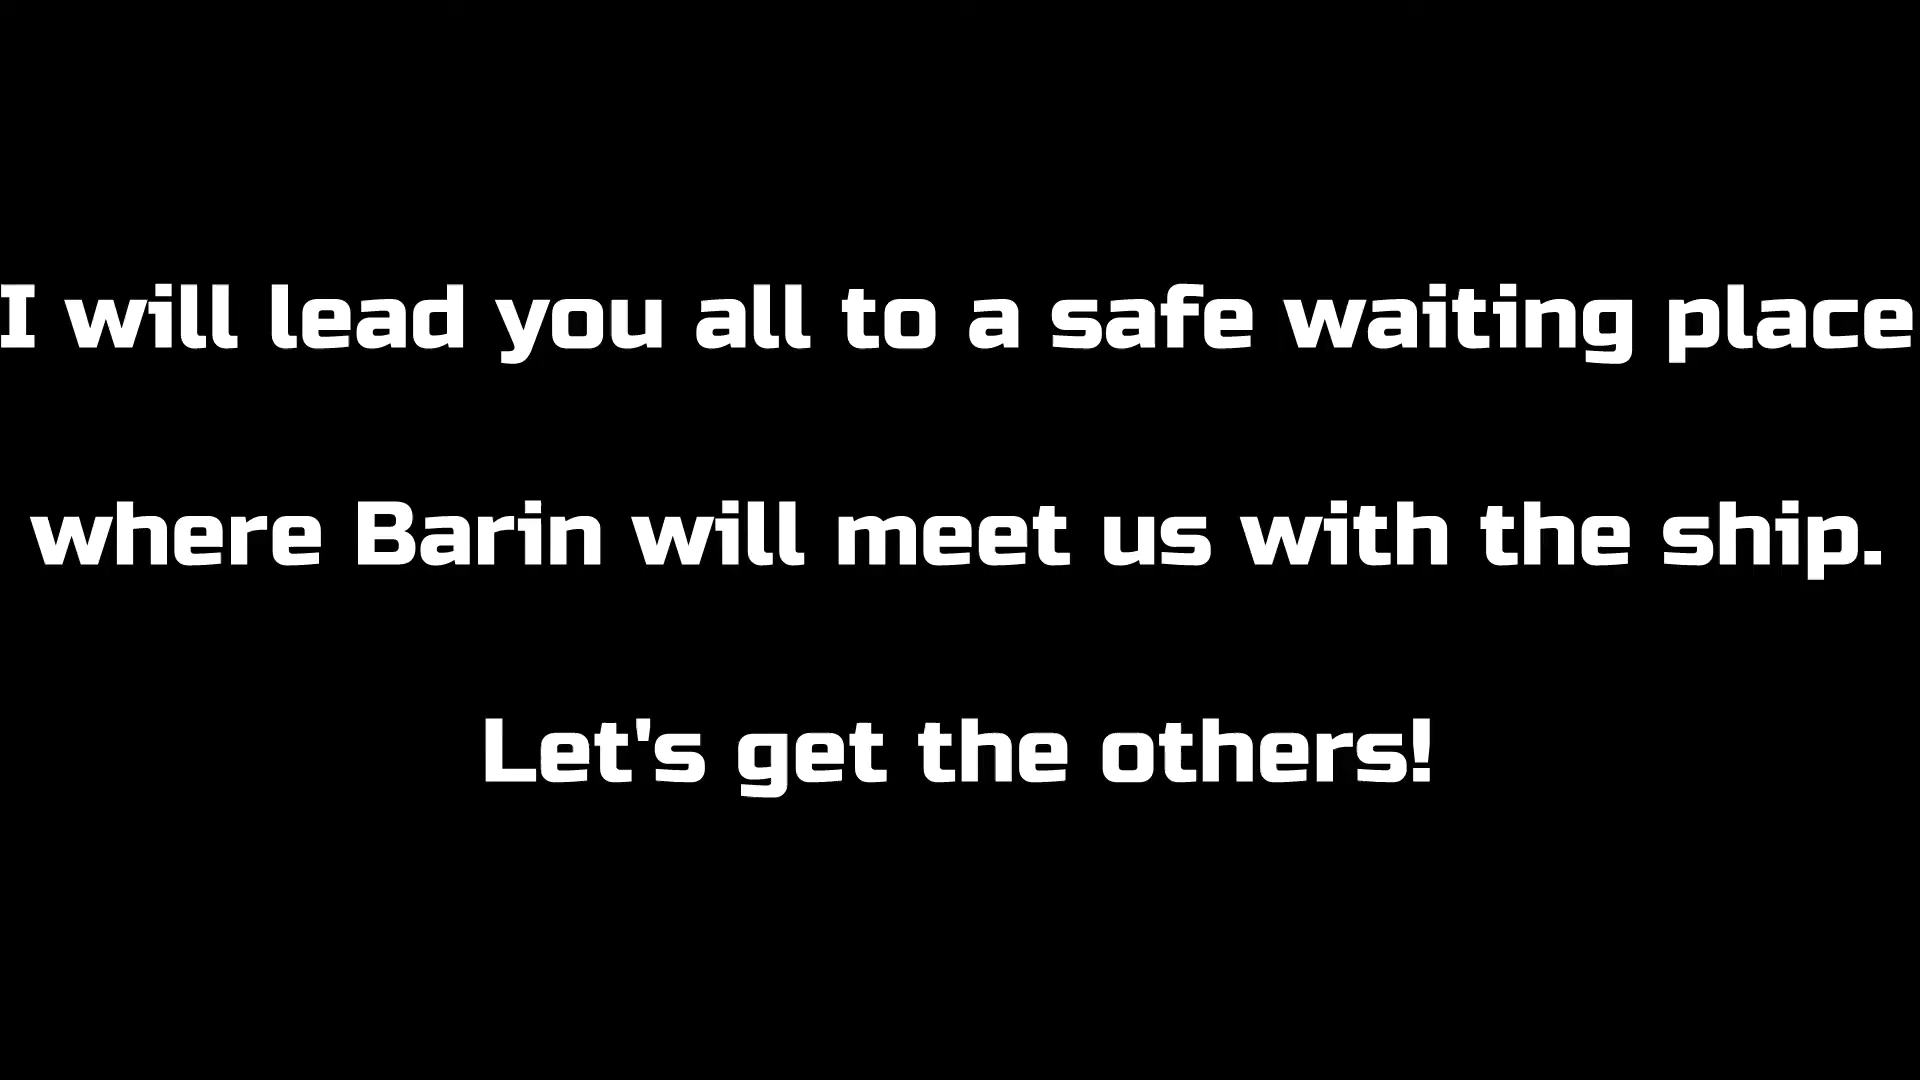 I will lead you all to a safe waiting place
where Barin will meet us with the ship.
Let's get the others!